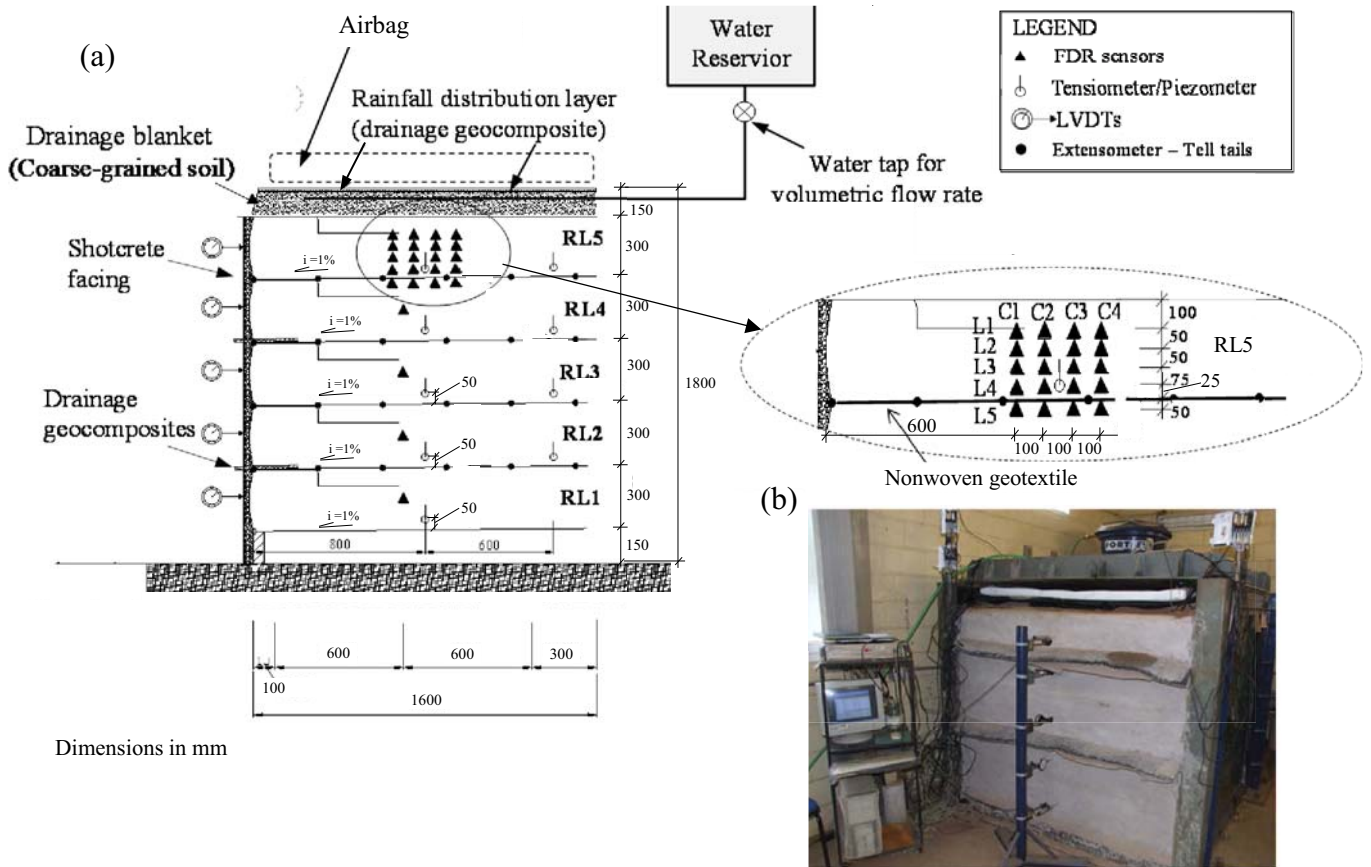 (a)
Airbag
Rainfall distribution layer
(drainage geocomposite)
Drainage blanket
(Coarse-grained soil)
Water
Reservior
Water tap for
volumetric flow rate
LEGEND
FDR sensors
Tensiometer/Piezometer
LVDTs
Extensometer – Tell tails
Shotcrete
facing
Drainage
geocomposites
i =1%
i =1%
i =1%
i =1%
i =1%
RL5
RL4
RL3
RL2
RL1
50
50
50
800
600
150
300
300
300
300
300
150
1800
600
600
300
100
1600
Dimensions in mm
C1 C2 C3 C4
L1
L2
L3
L4
L5
100
50
50
75
25
50
RL5
600
100 100 100
Nonwoven geotextile
(b)